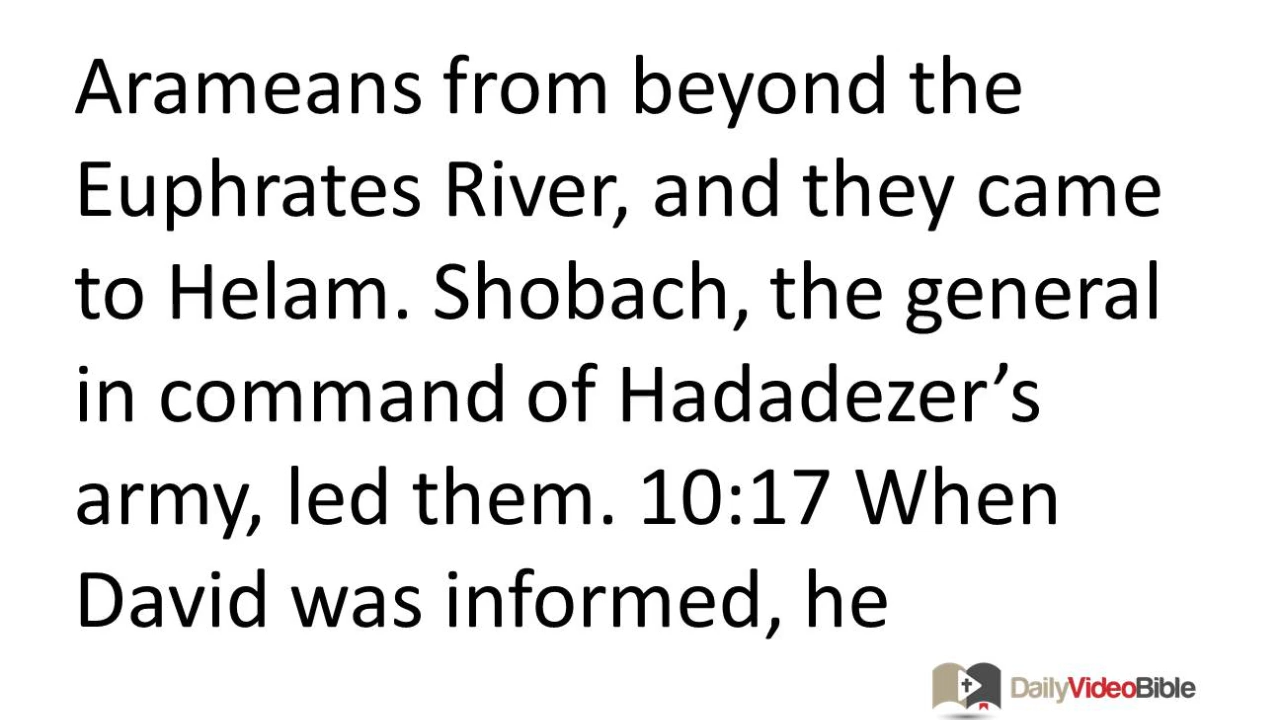 Arameans from beyond the
Euphrates River, and they came
to Helam. Shobach, the general
in command of Hadadezer’s
army, led them. 10:17 When
David was informed, he
DailyVideoBible